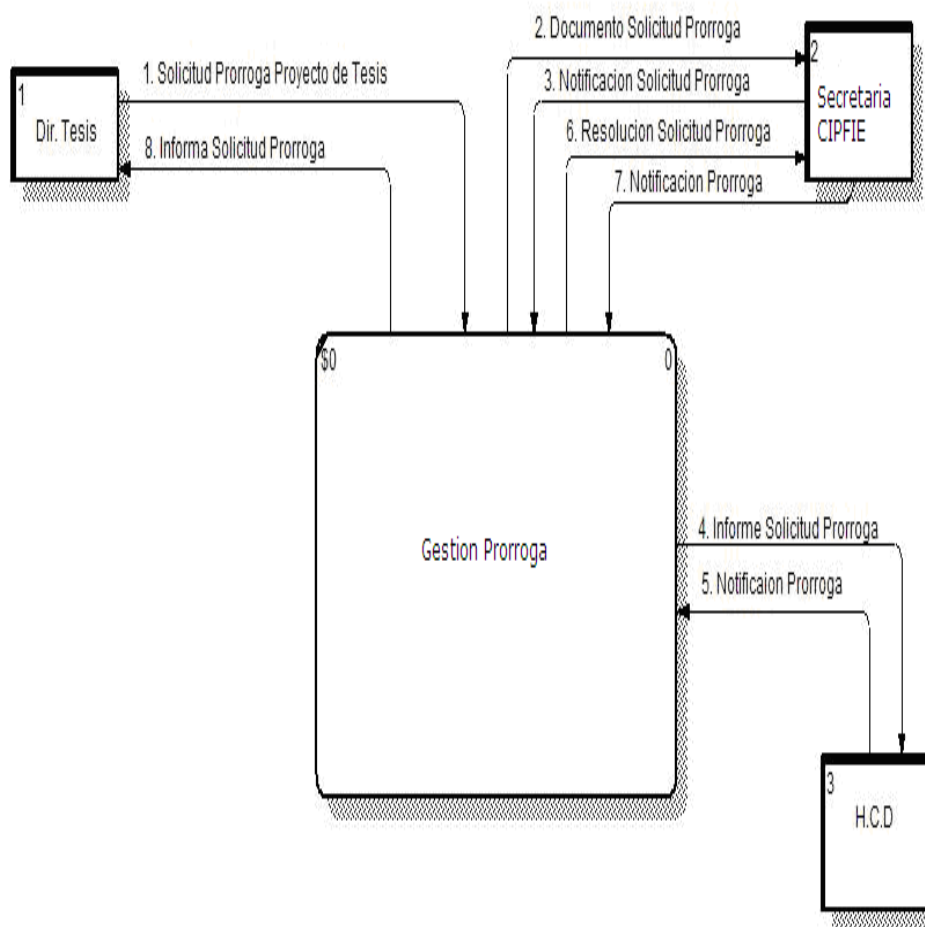 2. Documento Solicitud Prorroga
1
Dir. Tesis
1. Solicitud Prorroga Proyecto de Tesis
3. Notificacion Solicitud Prorroga
2
Secretaria
CIPFIE
8. Informa Solicitud Prorroga
6. Resolucion Solicitud Prorroga
7. Notificacion Prorroga
$0
0
Gestion Prorroga
4. Informe Solicitud Prorroga
5. Notificaion Prorroga
3
H.C.D